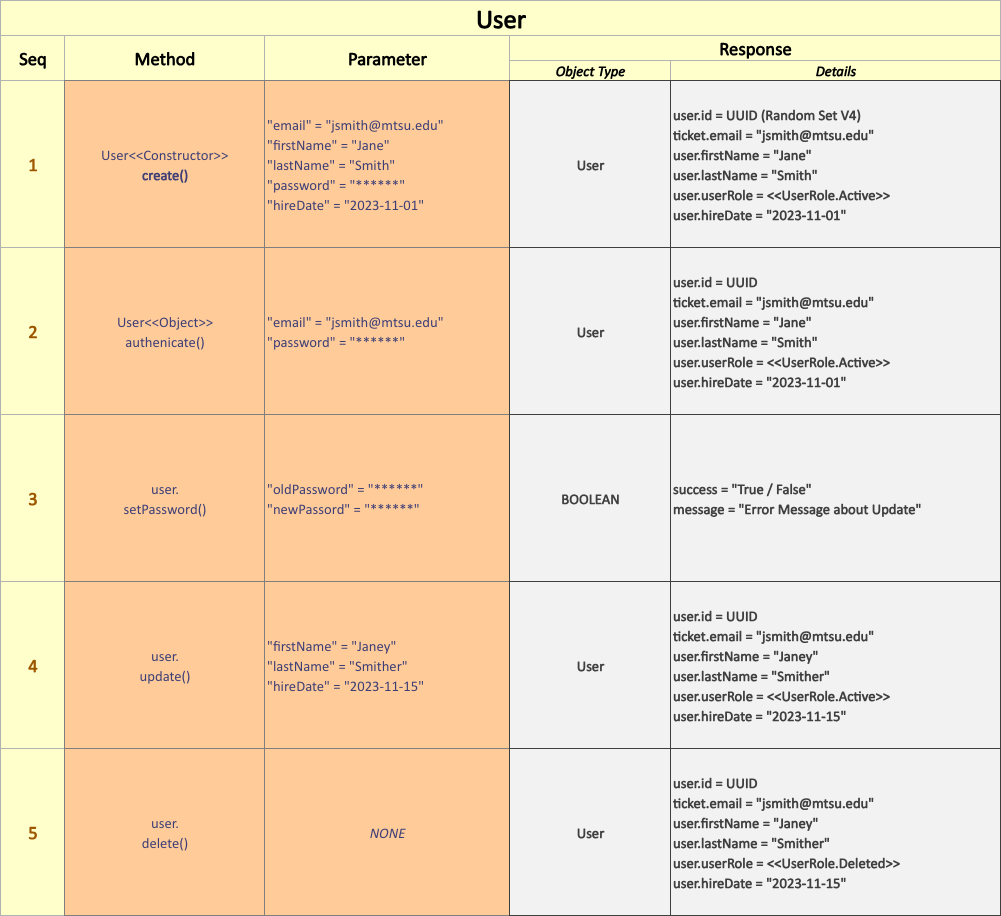 User
Seq
Method
Parameter
Response
Object Type
Details
1
User<<Constructor>>
create()
"email" = "jsmith@mtsu.edu"
"firstName" = "Jane"
"lastName" = "Smith"
"password" = "******"
"hireDate" = "2023-11-01"
User
user.id = UUID (Random Set V4)
ticket.email = "jsmith@mtsu.edu"
user.firstName = "Jane"
user.lastName = "Smith"
user.userRole = <<UserRole.Active>>
user.hireDate = "2023-11-01"
2
User<<Object>>
authenicate()
"email" = "jsmith@mtsu.edu"
"password" = "******"
User
user.id = UUID
ticket.email = "jsmith@mtsu.edu"
user.firstName = "Jane"
user.lastName = "Smith"
user.userRole = <<UserRole.Active>>
user.hireDate = "2023-11-01"
3
user.
setPassword()
"oldPassword" = "******"
"newPassord" = "******"
BOOLEAN
success = "True / False"
message = "Error Message about Update"
4
user.
update()
"firstName" = "Janey"
"lastName" = "Smither"
"hireDate" = "2023-11-15"
User
user.id = UUID
ticket.email = "jsmith@mtsu.edu"
user.firstName = "Janey"
user.lastName = "Smither"
user.userRole = <<UserRole.Active>>
user.hireDate = "2023-11-15"
5
user.
delete()
NONE
User
user.id = UUID
ticket.email = "jsmith@mtsu.edu"
user.firstName = "Janey"
user.lastName = "Smither"
user.userRole = <<UserRole.Deleted>>
user.hireDate = "2023-11-15"